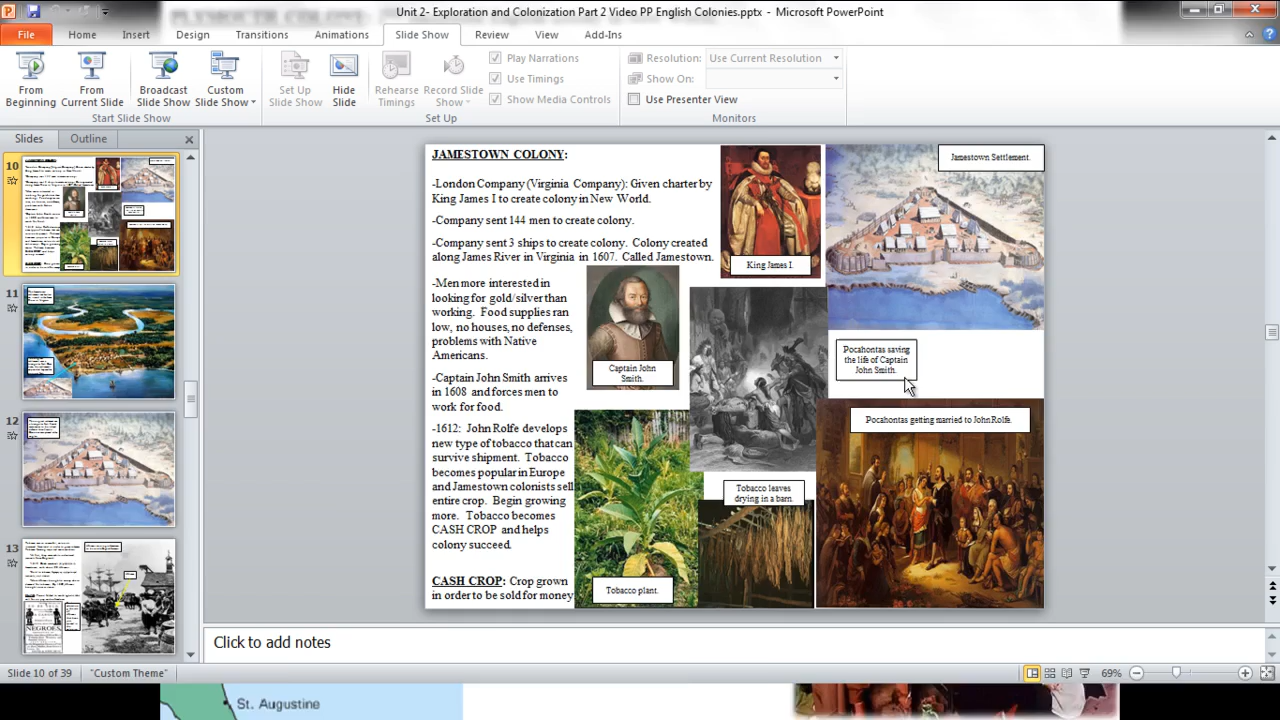 Unit 2- Exploration and Colonization Part 2 Video PP English Colonies.pptx - Microsoft PowerPoint
File Home Insert Design Transitions Animations Slide Show Review View Add-Ins
From Beginning
From Current Slide
Broadcast Slide Show
Custom Slide Show
Set Up Slide Show
Hide Slide
Rehearse Timings
Record Slide Show
Play Narrations
Use Timings
Show Media Controls
Resolution: Use Current Resolution
Show On:
Use Presenter View
Start Slide Show
Set Up
Monitors
Slides Outline
10
11
12
13
NEGROES
JAMESTOWN COLONY:
-London Company (Virginia Company): Given charter by
King James I to create colony in New World.
-Company sent 144 men to create colony.
-Company sent 3 ships to create colony. Colony created
along James River in Virginia in 1607. Called Jamestown.
-Men more interested in
looking for gold/silver than
working. Food supplies ran
low, no houses, no defenses,
problems with Native
Americans.
-Captain John Smith arrives
in 1608 and forces men to
work for food.
-1612: John Rolfe develops
new type of tobacco that can
survive shipment. Tobacco
becomes popular in Europe
and Jamestown colonists sell
entire crop. Begin growing
more. Tobacco becomes
CASH CROP and helps
colony succeed.
CASH CROP: Crop grown
in order to be sold for money
King James I.
Jamestown Settlement.
Captain John
Smith.
Pocahontas saving
the life of Captain
John Smith.
Pocahontas getting married to John Rolfe.
Tobacco leaves
drying in a barn.
Tobacco plant.
Click to add notes
Slide 10 of 39 "Custom Theme" 69%
St. Augustine